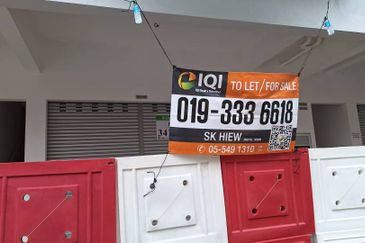 IQI
TO LET/FOR SALE
019-333 6618
SK HIEW
05-549 1310
34